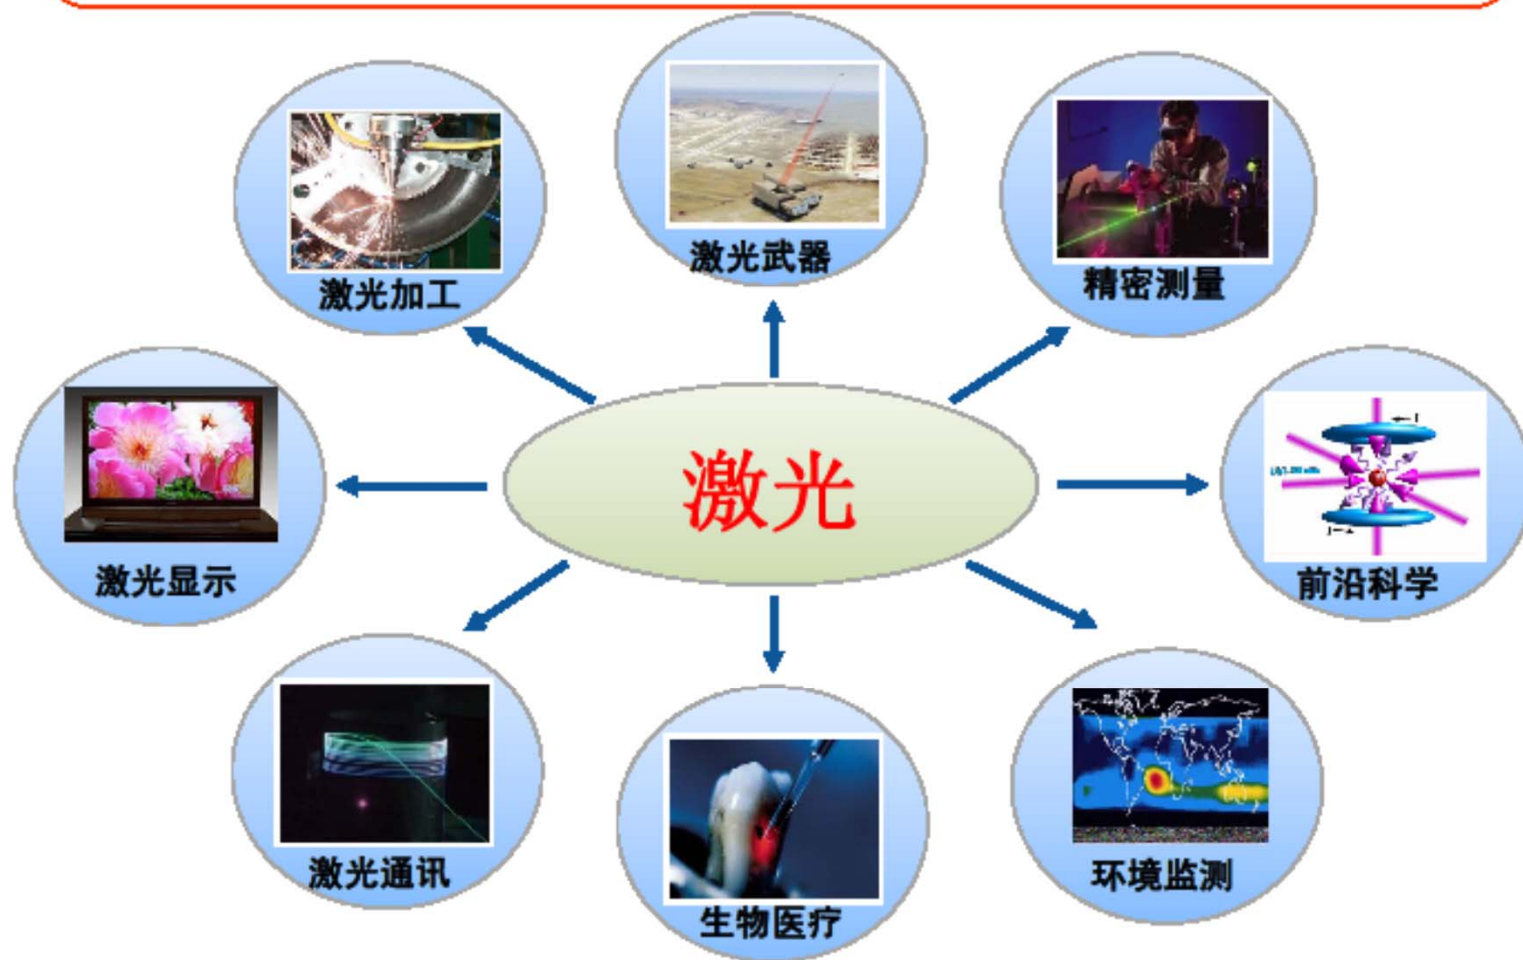 激光武器
激光加工
精密测量
激光
激光显示
前沿科学
激光通讯
环境监测
生物医疗